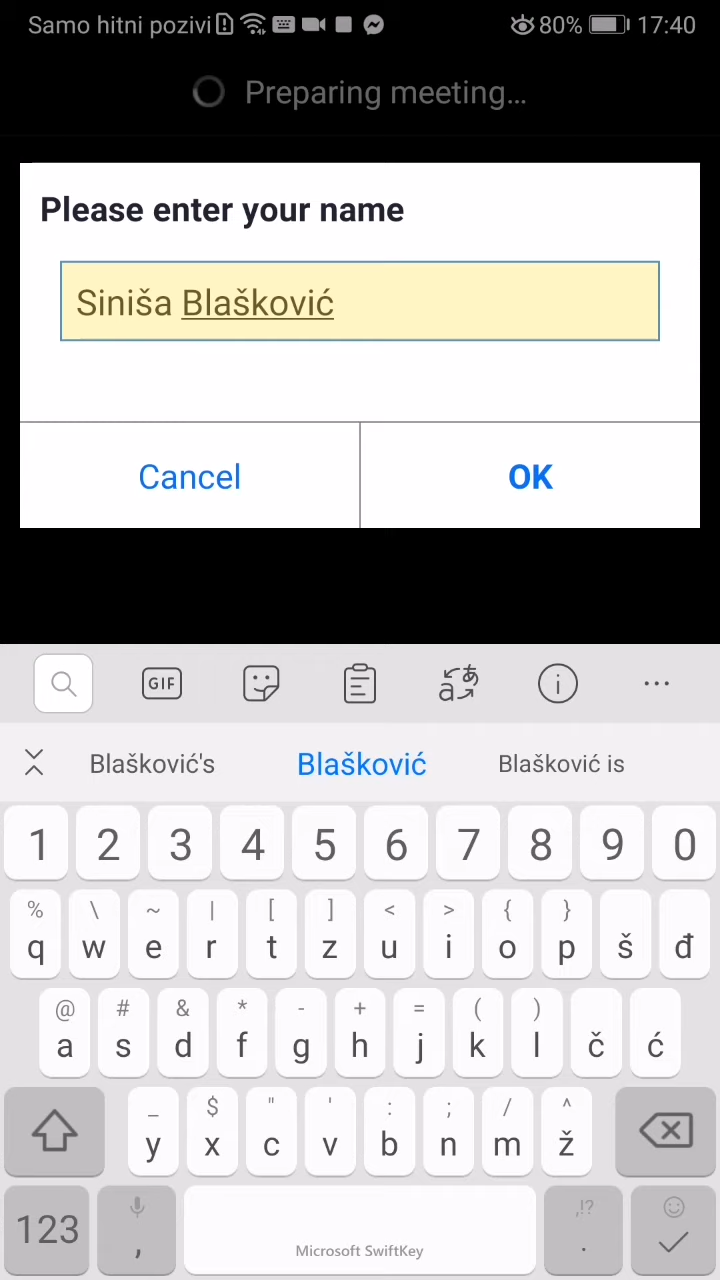 Samo hitni pozivi 80% 17:40
Preparing meeting...
Please enter your name
Siniša Blašković
Cancel OK
GIF
Blašković's Blašković Blašković is
1 2 3 4 5 6 7 8 9 0
% \ ~ | [ ] < > { }
q w e r t z u i o p š đ
@ # & * - + = ( )
a s d f g h j k l č ć
_ $ " ' : ; / ^
y x c v b n m ž
,!?
123 , Microsoft SwiftKey .